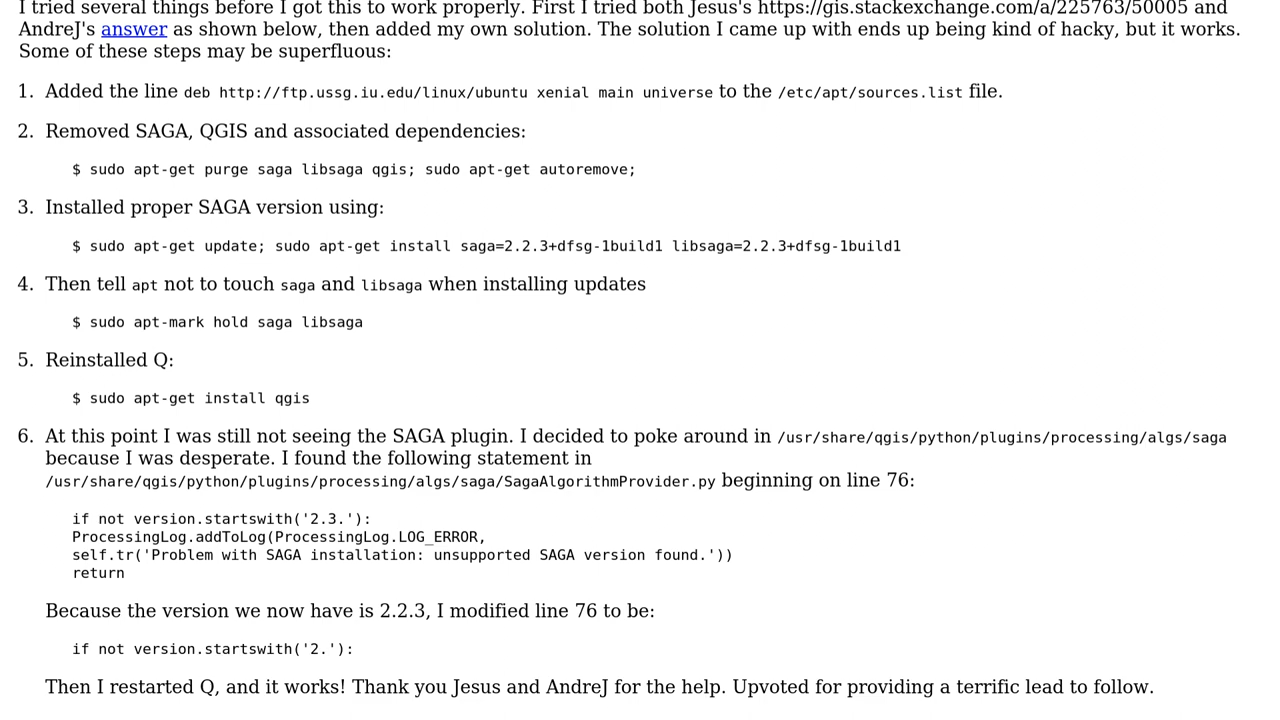 I tried several things before I got this to work properly. First I tried both Jesus's https://gis.stackexchange.com/a/225763/50005 and
AndreJ's answer as shown below, then added my own solution. The solution I came up with ends up being kind of hacky, but it works.
Some of these steps may be superfluous:
1. Added the line deb http://ftp.ussg.iu.edu/linux/ubuntu xenial main universe to the /etc/apt/sources.list file.
2. Removed SAGA, QGIS and associated dependencies:
$ sudo apt-get purge saga libsaga qgis; sudo apt-get autoremove;
3. Installed proper SAGA version using:
$ sudo apt-get update; sudo apt-get install saga=2.2.3+dfsg-1build1 libsaga=2.2.3+dfsg-1build1
4. Then tell apt not to touch saga and libsaga when installing updates
$ sudo apt-mark hold saga libsaga
5. Reinstalled Q:
$ sudo apt-get install qgis
6. At this point I was still not seeing the SAGA plugin. I decided to poke around in /usr/share/qgis/python/plugins/processing/algs/saga
because I was desperate. I found the following statement in
/usr/share/qgis/python/plugins/processing/algs/saga/SagaAlgorithmProvider.py beginning on line 76:
if not version.startswith('2.3.'):
ProcessingLog.addToLog(ProcessingLog.LOG_ERROR,
self.tr('Problem with SAGA installation: unsupported SAGA version found.'))
return
Because the version we now have is 2.2.3, I modified line 76 to be:
if not version.startswith('2.'):
Then I restarted Q, and it works! Thank you Jesus and AndreJ for the help. Upvoted for providing a terrific lead to follow.